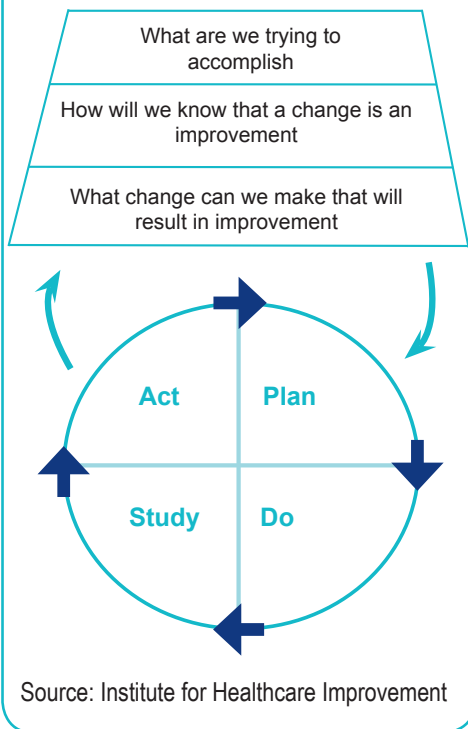 What are we trying to
accomplish
How will we know that a change is an
improvement
What change can we make that will
result in improvement
Act
Plan
Study
Do
Source: Institute for Healthcare Improvement